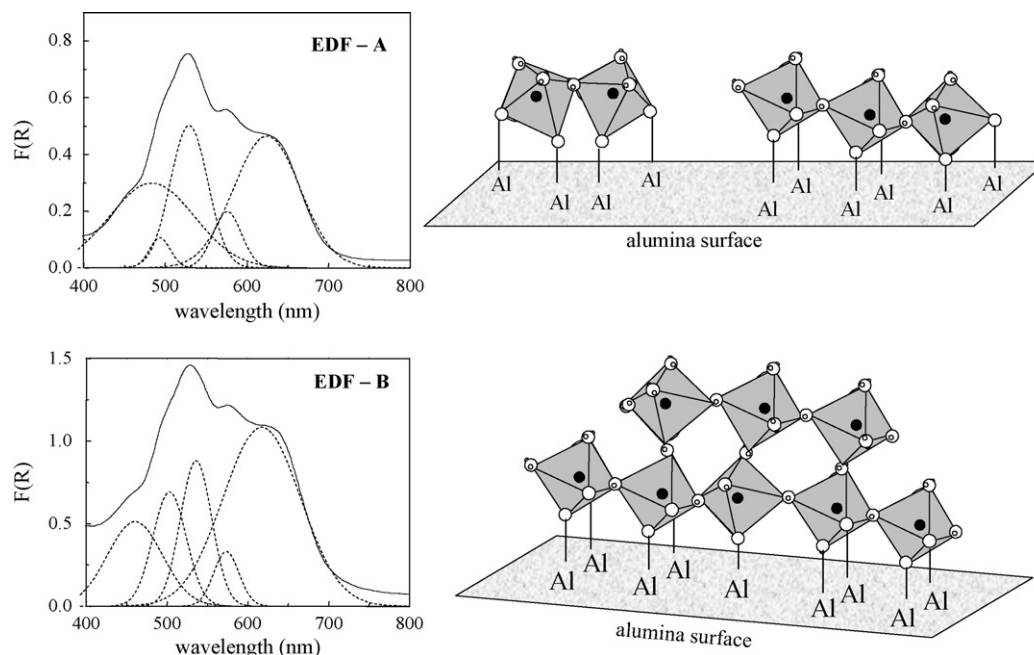 EDF – A
F(R)
0.8
0.6
0.4
0.2
0.0
400 500 600 700 800
wavelength (nm)
Al Al Al Al Al Al Al Al Al Al
alumina surface
EDF – B
F(R)
1.5
1.0
0.5
0.0
400 500 600 700 800
wavelength (nm)
Al Al Al Al Al Al Al Al Al
alumina surface